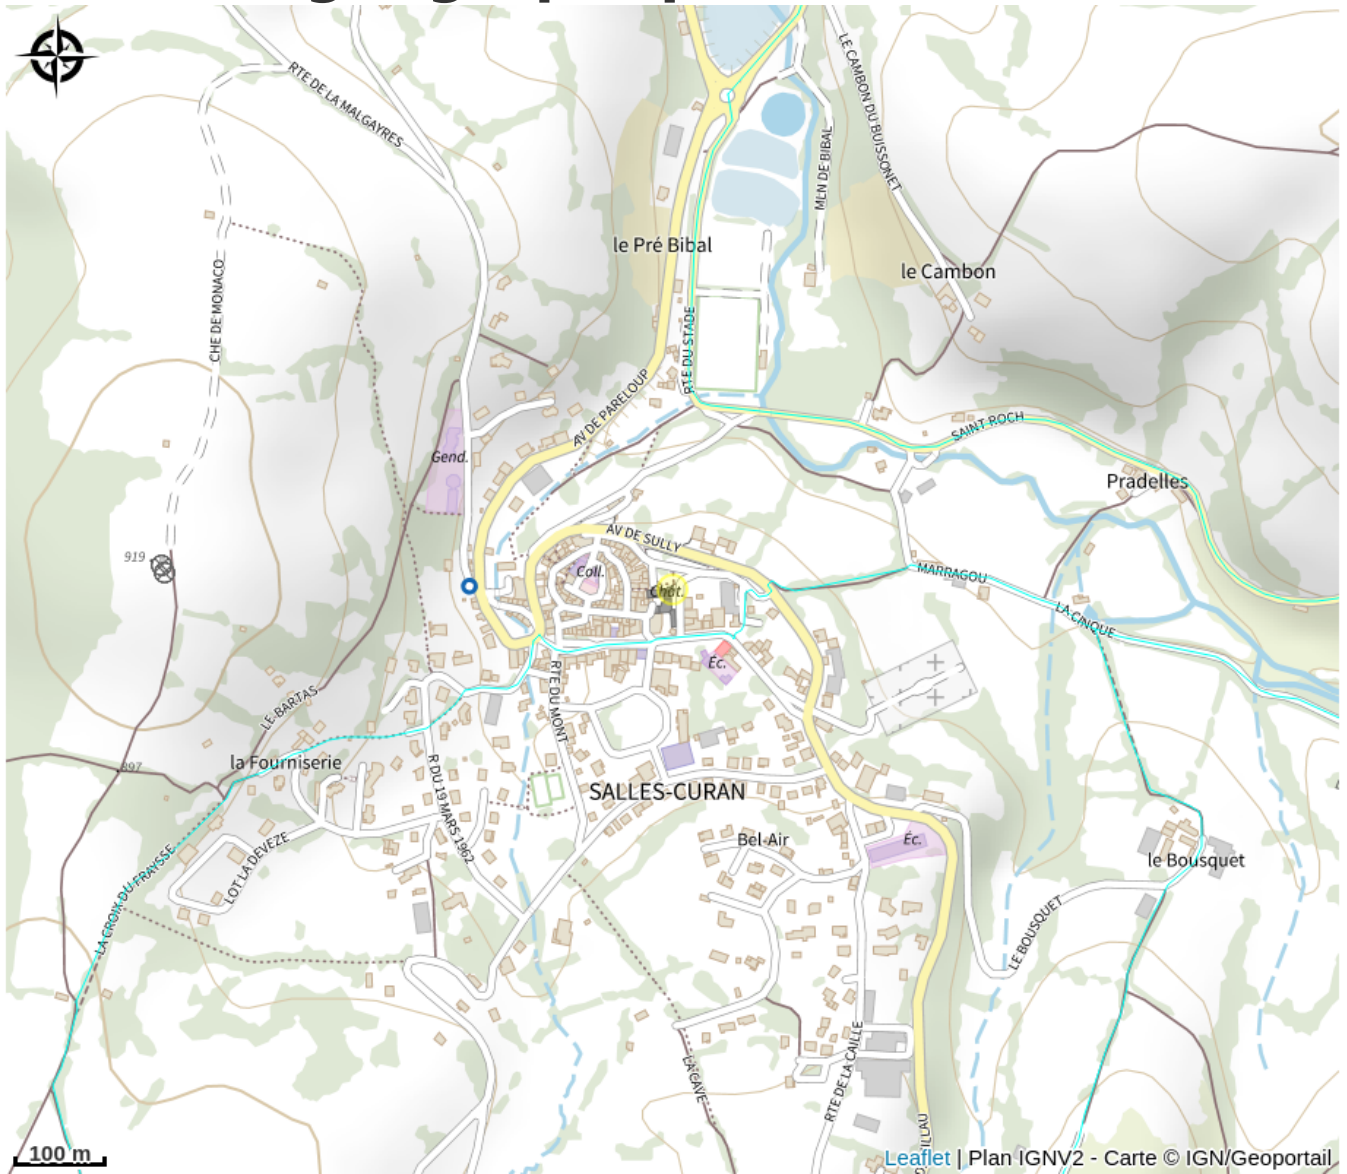 LE CAMBON DU BUISSONET
RTE DE LA MALGAYRES
MLN DE BIBAL
le Pré Bibal
le Cambon
CHE DE MONACO
RTE DU STADE
AV DE PARELOUP
SAINT ROCH
Gend.
Pradelles
AV DE SULLY
919
Coll.
Chât.
MARRAGOU
LA CINQUE
Éc.
RTE DU MONT
LE BARTAS
la Fourniserie
897
R DU 19 MARS 1962
SALLES-CURAN
Bel-Air
Éc.
le Bousquet
LOT LA DEVEZE
LA CROIX DU FRAYSSE
LE BOUSQUET
LA CAVE
RTE DE LA CAILLE
100 m
Leaflet | Plan IGNV2 - Carte © IGN/Geoportail